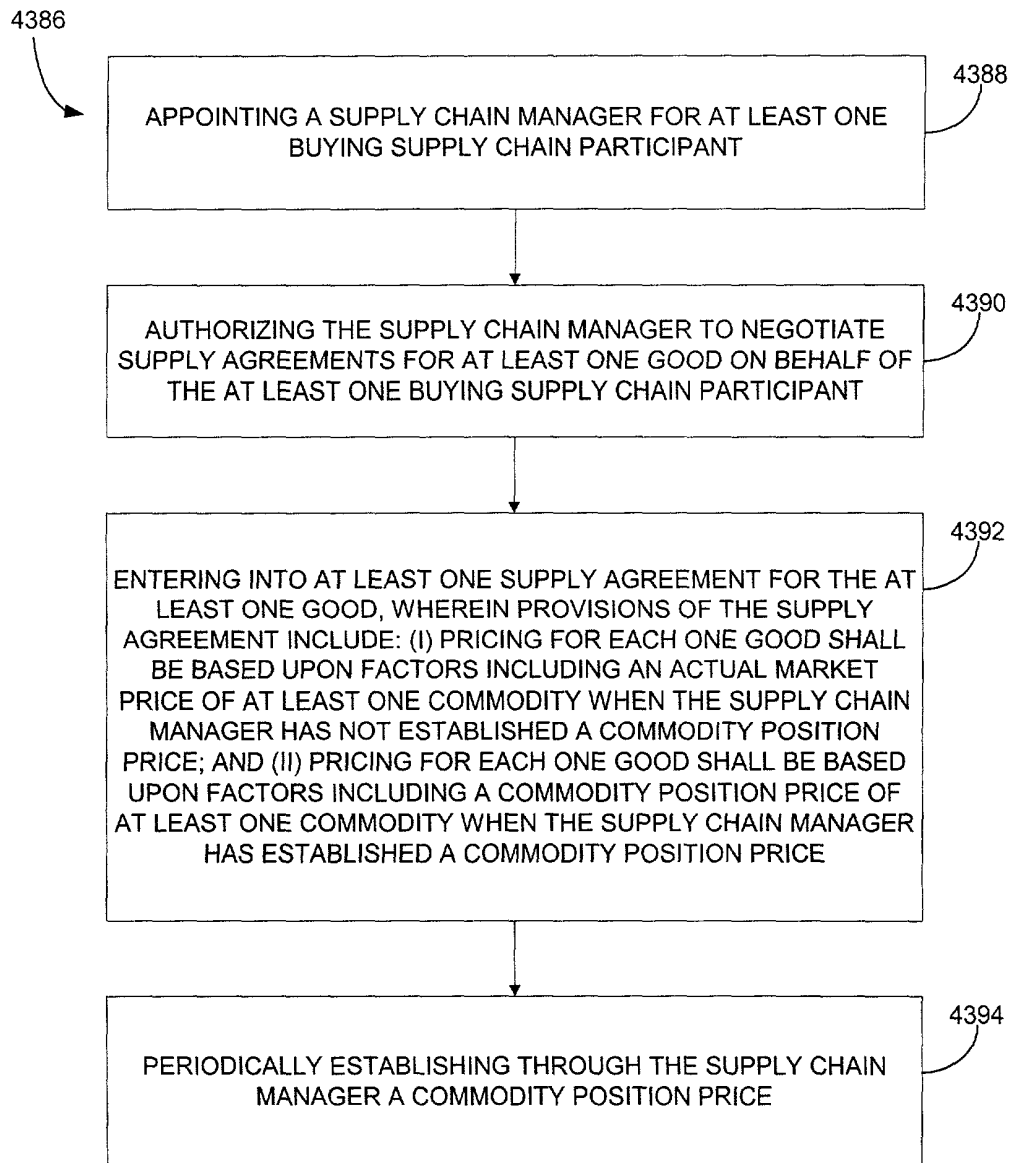 4386
4388
APPOINTING A SUPPLY CHAIN MANAGER FOR AT LEAST ONE
BUYING SUPPLY CHAIN PARTICIPANT
4390
AUTHORIZING THE SUPPLY CHAIN MANAGER TO NEGOTIATE
SUPPLY AGREEMENTS FOR AT LEAST ONE GOOD ON BEHALF OF
THE AT LEAST ONE BUYING SUPPLY CHAIN PARTICIPANT
4392
ENTERING INTO AT LEAST ONE SUPPLY AGREEMENT FOR THE AT
LEAST ONE GOOD, WHEREIN PROVISIONS OF THE SUPPLY
AGREEMENT INCLUDE: (I) PRICING FOR EACH ONE GOOD SHALL
BE BASED UPON FACTORS INCLUDING AN ACTUAL MARKET
PRICE OF AT LEAST ONE COMMODITY WHEN THE SUPPLY CHAIN
MANAGER HAS NOT ESTABLISHED A COMMODITY POSITION
PRICE; AND (II) PRICING FOR EACH ONE GOOD SHALL BE BASED
UPON FACTORS INCLUDING A COMMODITY POSITION PRICE OF
AT LEAST ONE COMMODITY WHEN THE SUPPLY CHAIN MANAGER
HAS ESTABLISHED A COMMODITY POSITION PRICE
4394
PERIODICALLY ESTABLISHING THROUGH THE SUPPLY CHAIN
MANAGER A COMMODITY POSITION PRICE